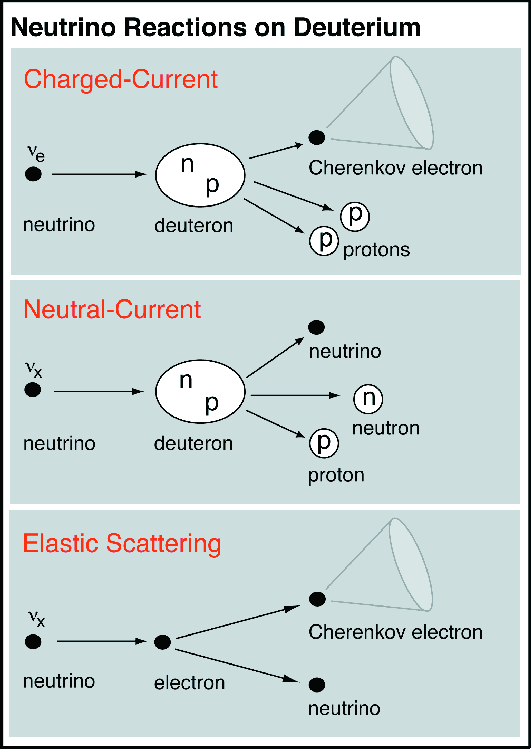 Neutrino Reactions on Deuterium
Charged-Current
νe
n
p
neutrino
deuteron
Cherenkov electron
p
p
protons
Neutral-Current
νx
n
p
neutrino
deuteron
neutrino
n
neutron
p
proton
Elastic Scattering
νx
neutrino
electron
Cherenkov electron
neutrino